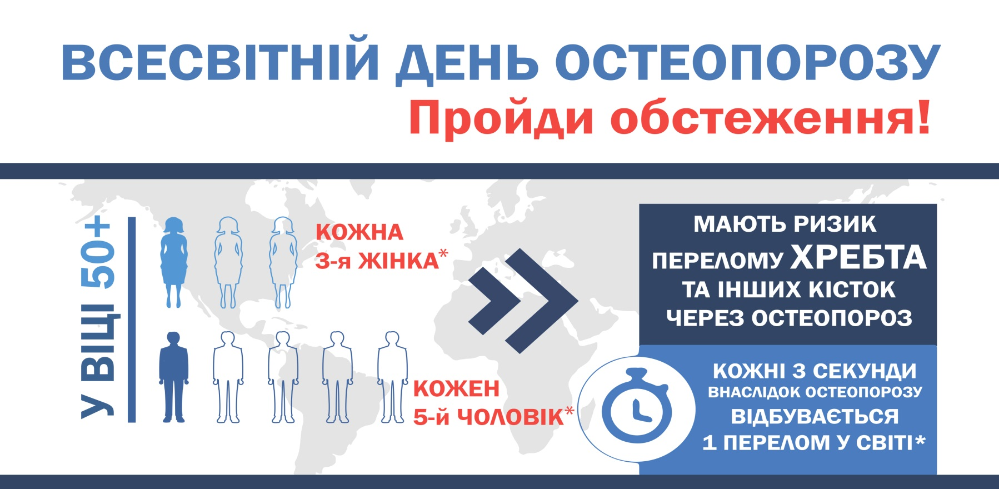 ВСЕСВІТНІЙ ДЕНЬ ОСТЕОПОРОЗУ
Пройди обстеження!
У ВІЦІ 50+
КОЖНА
3-я ЖІНКА*
КОЖЕН
5-й ЧОЛОВІК*
МАЮТЬ РИЗИК
ПЕРЕЛОМУ ХРЕБТА
ТА ІНШИХ КІСТОК
ЧЕРЕЗ ОСТЕОПОРОЗ
КОЖНІ 3 СЕКУНДИ
ВНАСЛІДОК ОСТЕОПОРОЗУ
ВІДБУВАЄТЬСЯ
1 ПЕРЕЛОМ У СВІТІ*